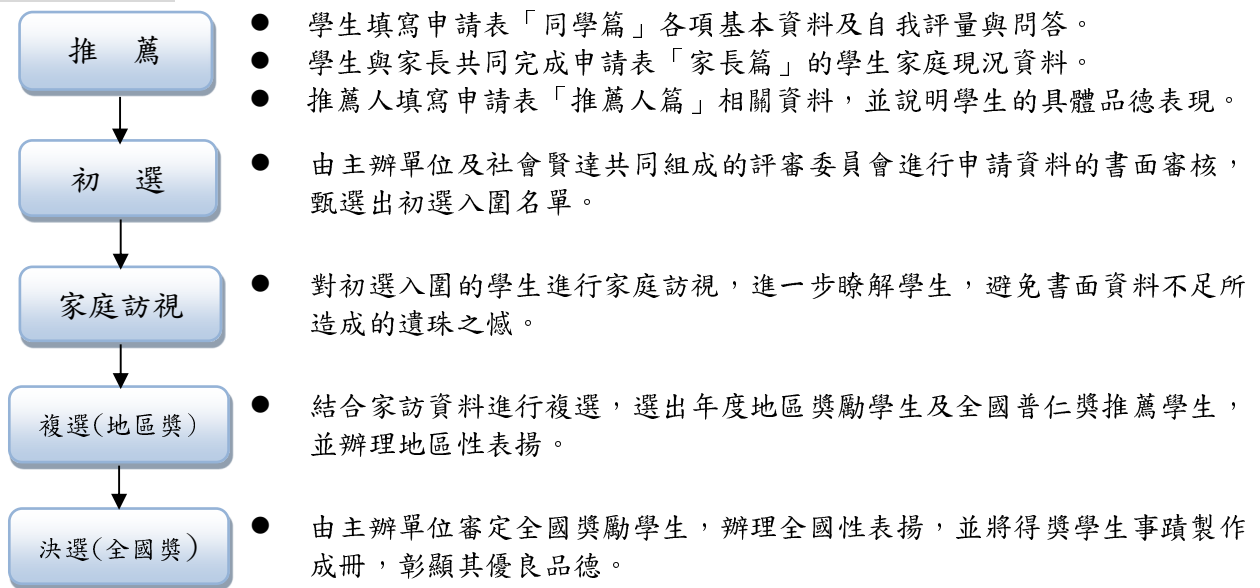 推　薦
● 學生填寫申請表「同學篇」各項基本資料及自我評量與問答。
● 學生與家長共同完成申請表「家長篇」的學生家庭現況資料。
● 推薦人填寫申請表「推薦人篇」相關資料，並說明學生的具體品德表現。
初　選
● 由主辦單位及社會賢達共同組成的評審委員會進行申請資料的書面審核，
甄選出初選入圍名單。
家庭訪視
● 對初選入圍的學生進行家庭訪視，進一步瞭解學生，避免書面資料不足所
造成的遺珠之憾。
複選(地區獎)
● 結合家訪資料進行複選，選出年度地區獎勵學生及全國普仁獎推薦學生，
並辦理地區性表揚。
決選(全國獎)
● 由主辦單位審定全國獎勵學生，辦理全國性表揚，並將得獎學生事蹟製作
成冊，彰顯其優良品德。